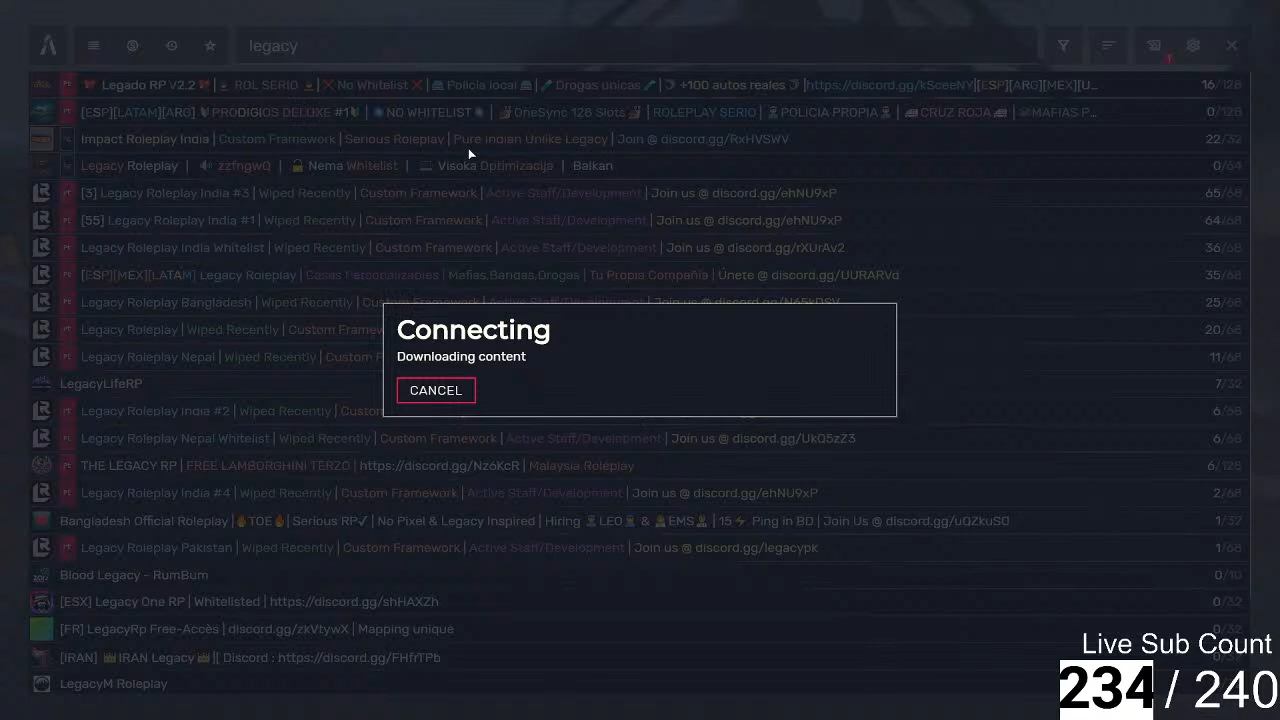 legacy
Legado RP V2.2 | ROL SERIO | No Whitelist | Policia local | Drogas unicas | +100 autos reales |https://discord.gg/kSceeNY|[ESP][ARG][MEX][U... 16/128
[ESP][LATAM][ARG] PRODIGIOS DELUXE #1 | NO WHITELIST | OneSync 128 Slots | ROLEPLAY SERIO | POLICIA PROPIA | CRUZ ROJA | MAFIAS P... 0/128
Impact Roleplay India | Custom Framework | Serious Roleplay | Pure Indian Unlike Legacy | Join @ discord.gg/RxHVSWV 22/32
Legacy Roleplay | zzfngwQ | Nema Whitelist | Visoka Optimizacija | Balkan 0/64
[3] Legacy Roleplay India #3 | Wiped Recently | Custom Framework | Active Staff/Development | Join us @ discord.gg/ehNU9xP 65/68
[55] Legacy Roleplay India #1 | Wiped Recently | Custom Framework | Active Staff/Development | Join us @ discord.gg/ehNU9xP 64/68
Legacy Roleplay India Whitelist | Wiped Recently | Custom Framework | Active Staff/Development | Join us @ discord.gg/rXUrAv2 36/68
[ESP][MEX][LATAM] Legacy Roleplay | Casas Personalizables | Mafias,Bandas,Drogas | Tu Propia Compañia | Únete @ discord.gg/UURARVd 35/68
Legacy Roleplay Bangladesh | Wiped Recently | Custom Framework | Active Staff/Development | Join us @ 25/68
Legacy Roleplay | Wiped Recently | Custom 20/68
Legacy Roleplay Nepal | Wiped Recently | Custom 11/68
Connecting
Downloading content
CANCEL
LegacyLifeRP 7/32
Legacy Roleplay India #2 | Wiped Recently | 6/68
Legacy Roleplay Nepal Whitelist | Wiped Recently | Custom Framework | Active Staff/Development | Join us @ discord.gg/UkQ5zZ3 6/68
THE LEGACY RP | FREE LAMBORGHINI TERZO | https://discord.gg/Nz6KcR | Malaysia Roleplay 6/128
Legacy Roleplay India #4 | Wiped Recently | Custom Framework | Active Staff/Development | Join us @ discord.gg/ehNU9xP 2/68
Bangladesh Official Roleplay |🔥TOE🔥| Serious RP✓ | No Pixel & Legacy Inspired | Hiring LEO & EMS | 15 ⚡ Ping in BD | Join Us @ discord.gg/uQZkuSO 1/32
Legacy Roleplay Pakistan | Wiped Recently | Custom Framework | Active Staff/Development | Join us @ discord.gg/legacypk 1/68
Blood Legacy - RumBum 0/10
[ESX] Legacy One RP | Whitelisted | https://discord.gg/shHAXZh 0/32
[FR] LegacyRp Free-Accès | discord.gg/zkVtywX | Mapping unique 0/32
[IRAN] 👑IRAN Legacy👑|[ Discord : https://discord.gg/FHfrTPb
LegacyM Roleplay
Live Sub Count
234 / 240